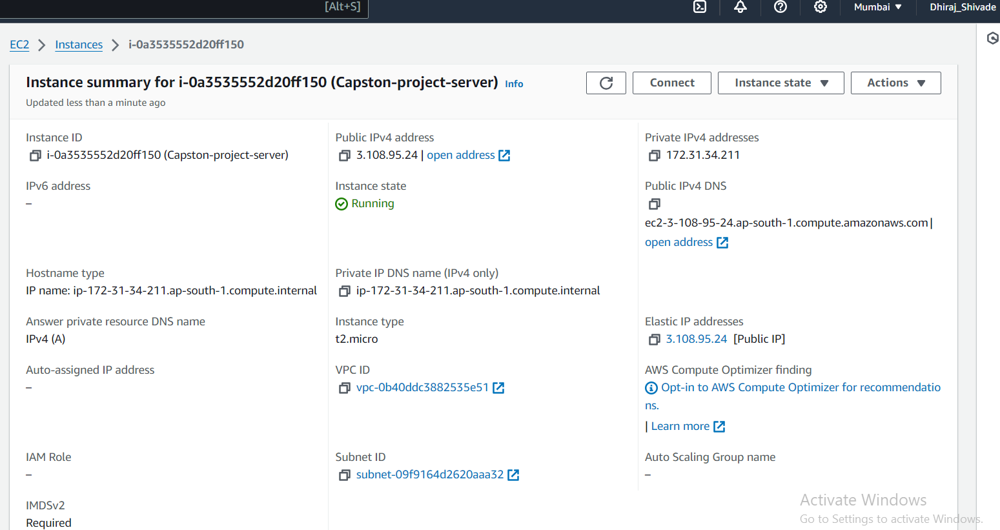 [Alt+S]
Mumbai ▼
Dhiraj_Shivade
EC2 > Instances > i-0a3535552d20ff150
Instance summary for i-0a3535552d20ff150 (Capston-project-server) Info
Updated less than a minute ago
Connect
Instance state ▼
Actions ▼
Instance ID
i-0a3535552d20ff150 (Capston-project-server)
Public IPv4 address
3.108.95.24 | open address
Private IPv4 addresses
172.31.34.211
IPv6 address
–
Instance state
Running
Public IPv4 DNS
ec2-3-108-95-24.ap-south-1.compute.amazonaws.com |
open address
Hostname type
IP name: ip-172-31-34-211.ap-south-1.compute.internal
Private IP DNS name (IPv4 only)
ip-172-31-34-211.ap-south-1.compute.internal
Answer private resource DNS name
IPv4 (A)
Instance type
t2.micro
Elastic IP addresses
3.108.95.24 [Public IP]
Auto-assigned IP address
–
VPC ID
vpc-0b40ddc3882535e51
AWS Compute Optimizer finding
Opt-in to AWS Compute Optimizer for recommendatio
ns.
| Learn more
IAM Role
–
Subnet ID
subnet-09f9164d2620aaa32
Auto Scaling Group name
–
IMDSv2
Required
Activate Windows
Go to Settings to activate Windows.